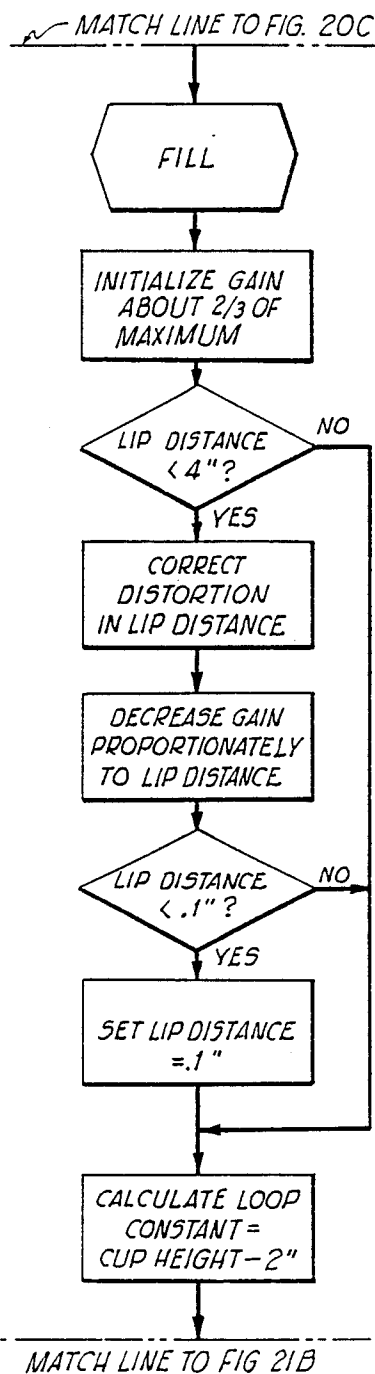 MATCH LINE TO FIG. 20C
FILL
INITIALIZE GAIN
ABOUT 2/3 OF
MAXIMUM
LIP DISTANCE
< 4"?
NO
YES
CORRECT
DISTORTION
IN LIP DISTANCE
DECREASE GAIN
PROPORTIONATELY
TO LIP DISTANCE
LIP DISTANCE
< .1"?
NO
YES
SET LIP DISTANCE
=.1"
CALCULATE LOOP
CONSTANT=
CUP HEIGHT-2"
MATCH LINE TO FIG 21B